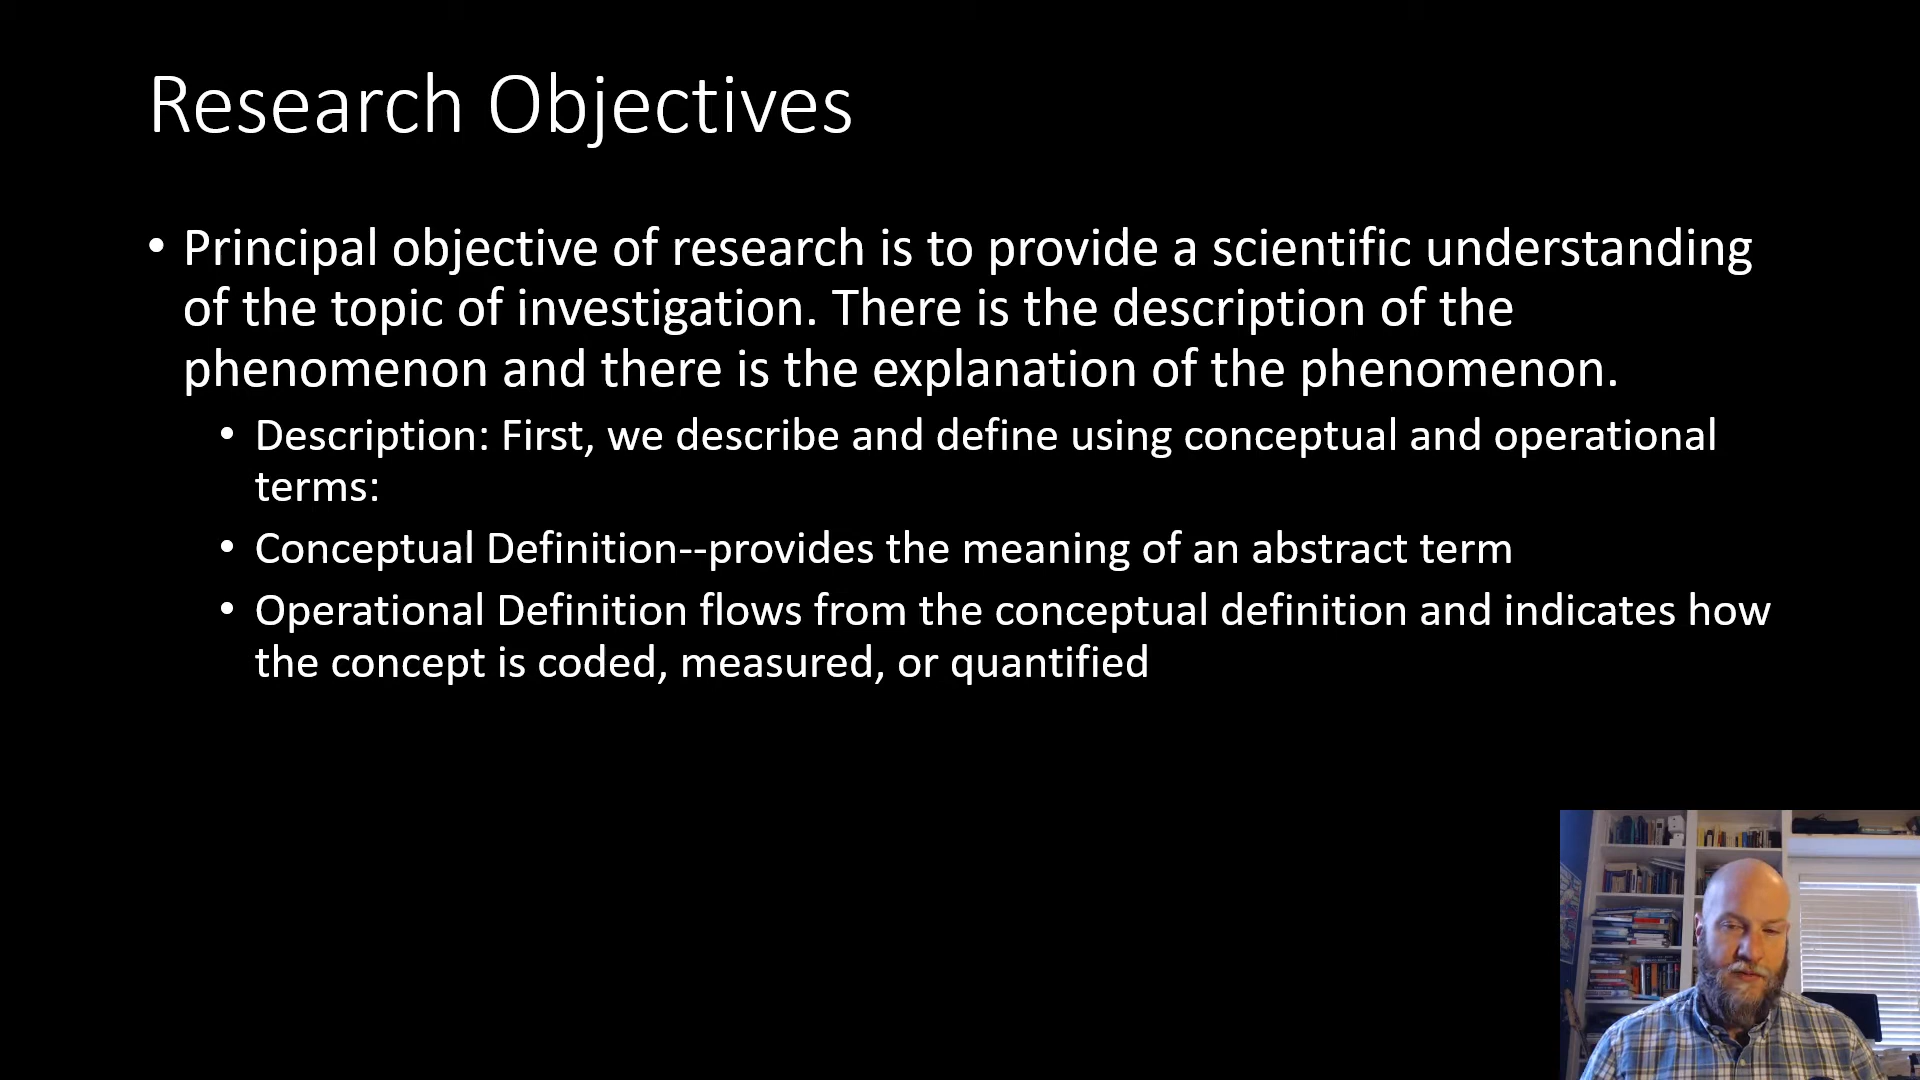 Research Objectives
• Principal objective of research is to provide a scientific understanding
of the topic of investigation. There is the description of the
phenomenon and there is the explanation of the phenomenon.
• Description: First, we describe and define using conceptual and operational
terms:
• Conceptual Definition--provides the meaning of an abstract term
• Operational Definition flows from the conceptual definition and indicates how
the concept is coded, measured, or quantified